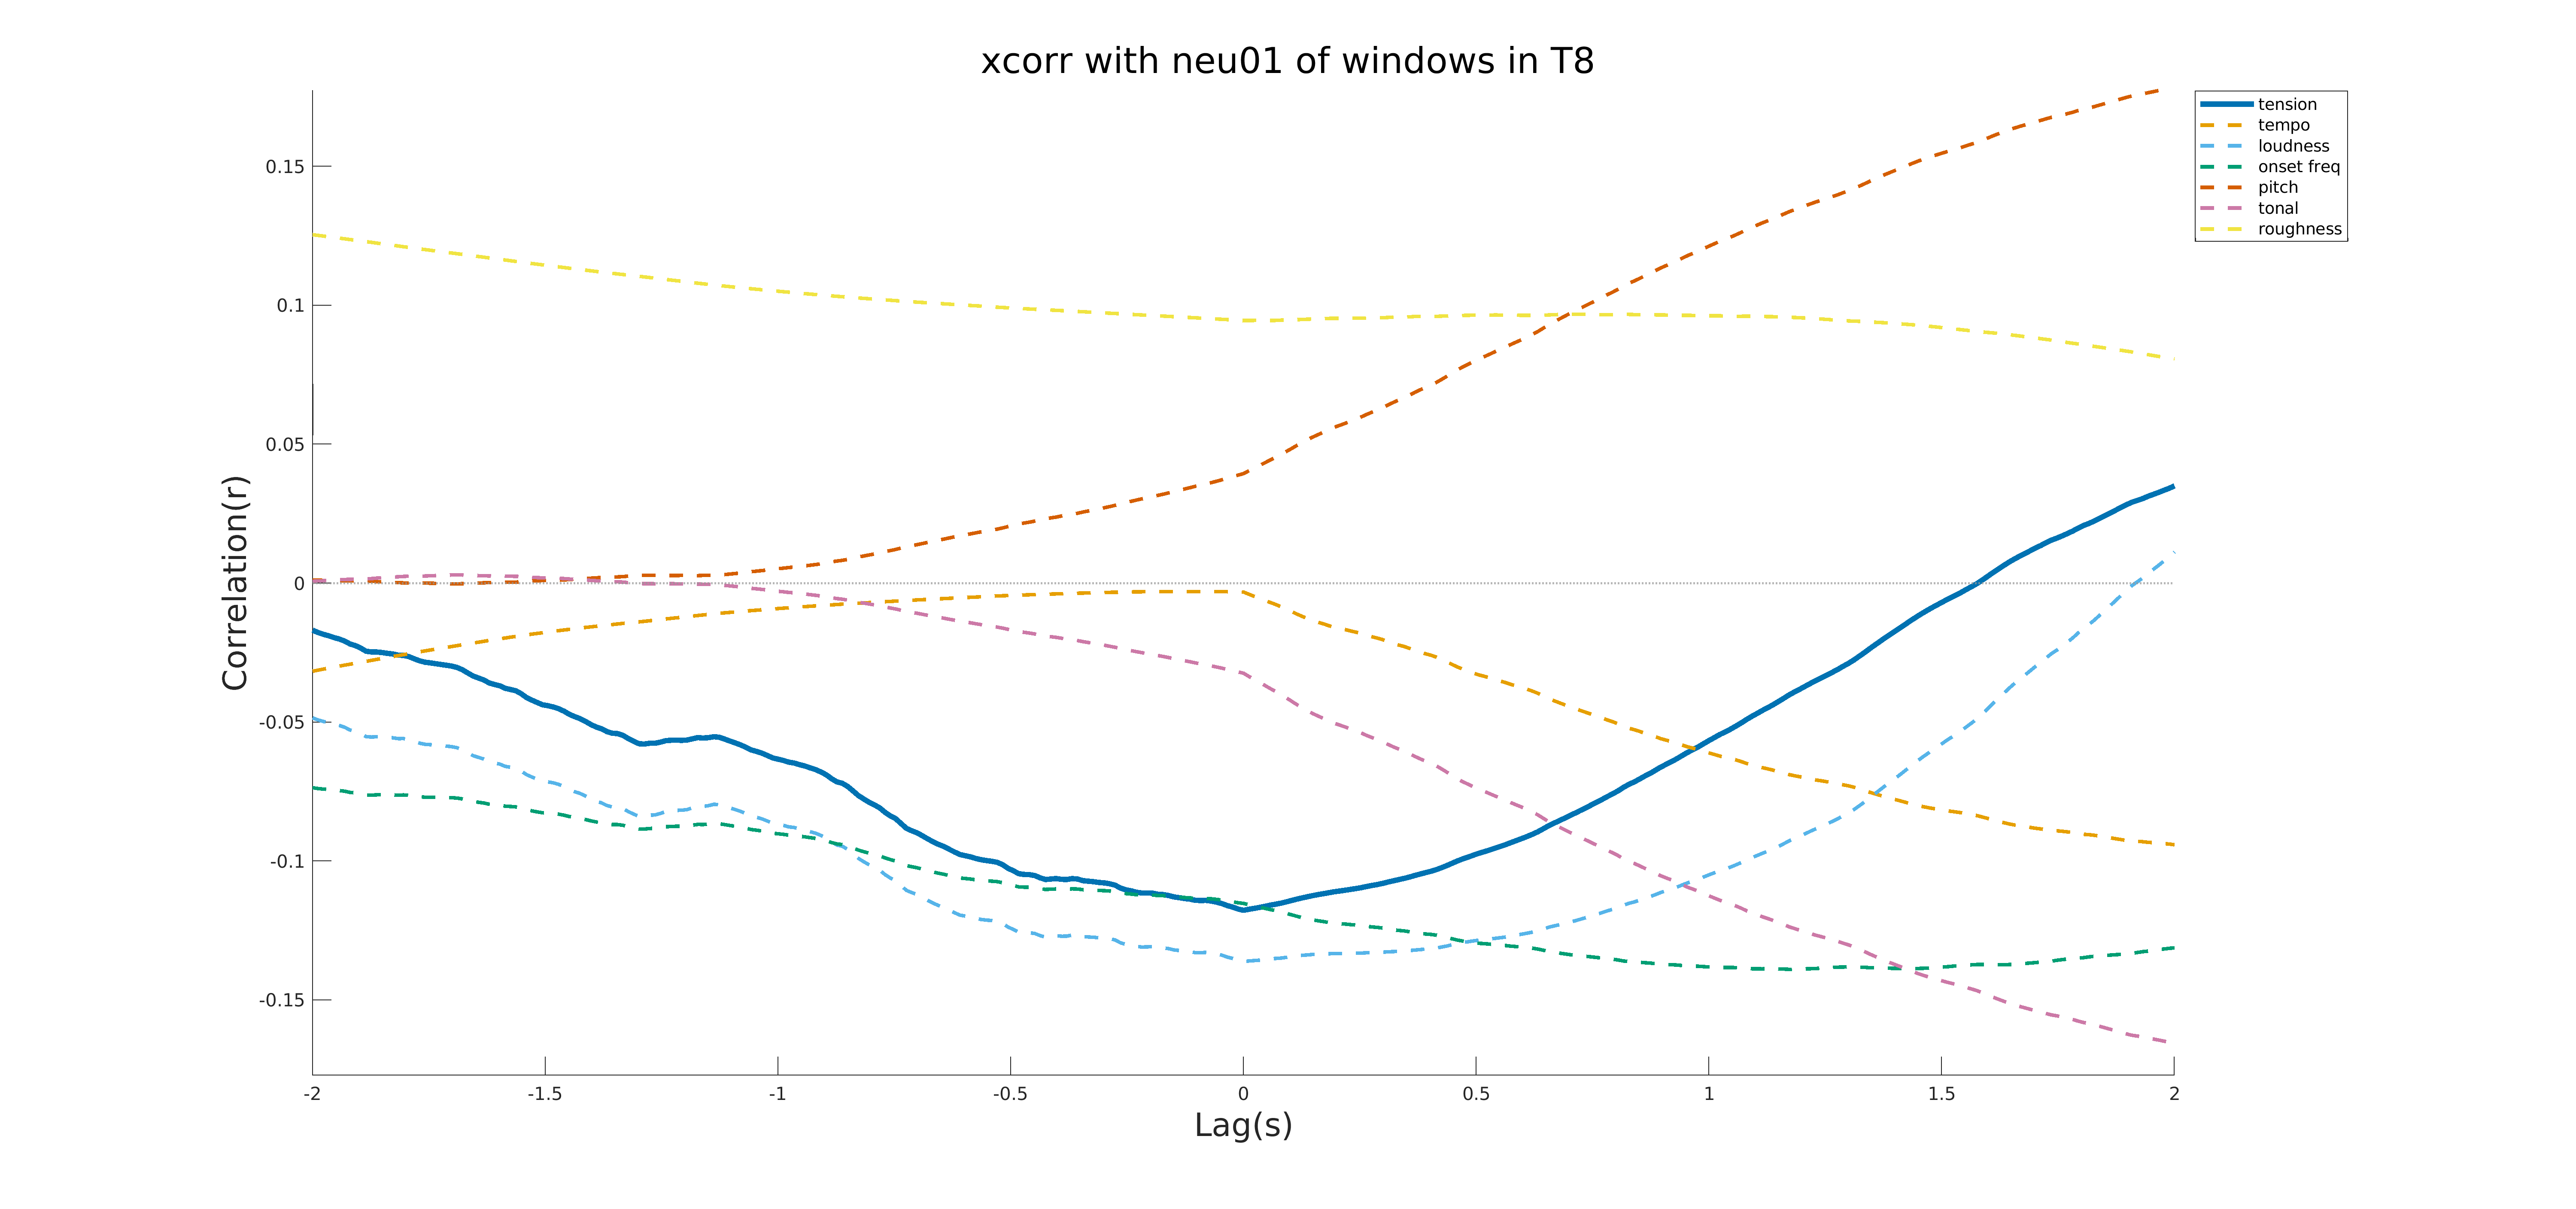 xcorr with neu01 of windows in T8
tension
tempo
loudness
onset freq
pitch
tonal
roughness
0.15
0.1
0.05
0
-0.05
-0.1
-0.15
Correlation(r)
-2
-1.5
-1
-0.5
0
0.5
1
1.5
2
Lag(s)